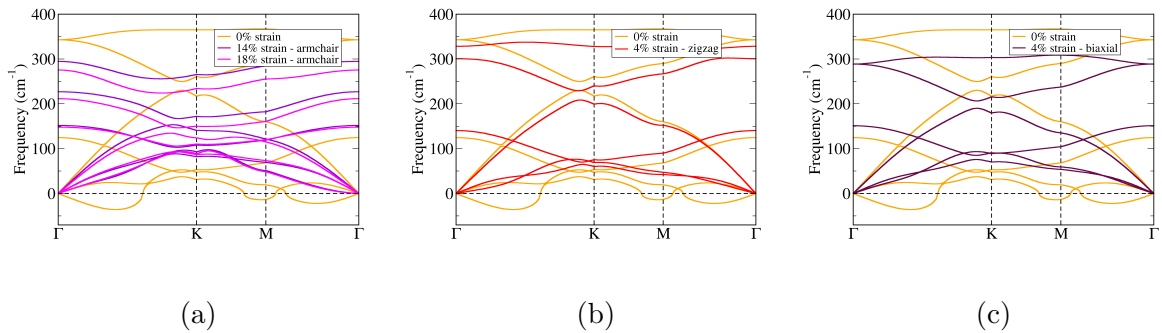 400
300
200
100
0
Frequency (cm⁻¹)
Γ
K
M
Γ
0% strain
14% strain - armchair
18% strain - armchair
(a)
400
300
200
100
0
Frequency (cm⁻¹)
Γ
K
M
Γ
0% strain
4% strain - zigzag
(b)
400
300
200
100
0
Frequency (cm⁻¹)
Γ
K
M
Γ
0% strain
4% strain - biaxial
(c)